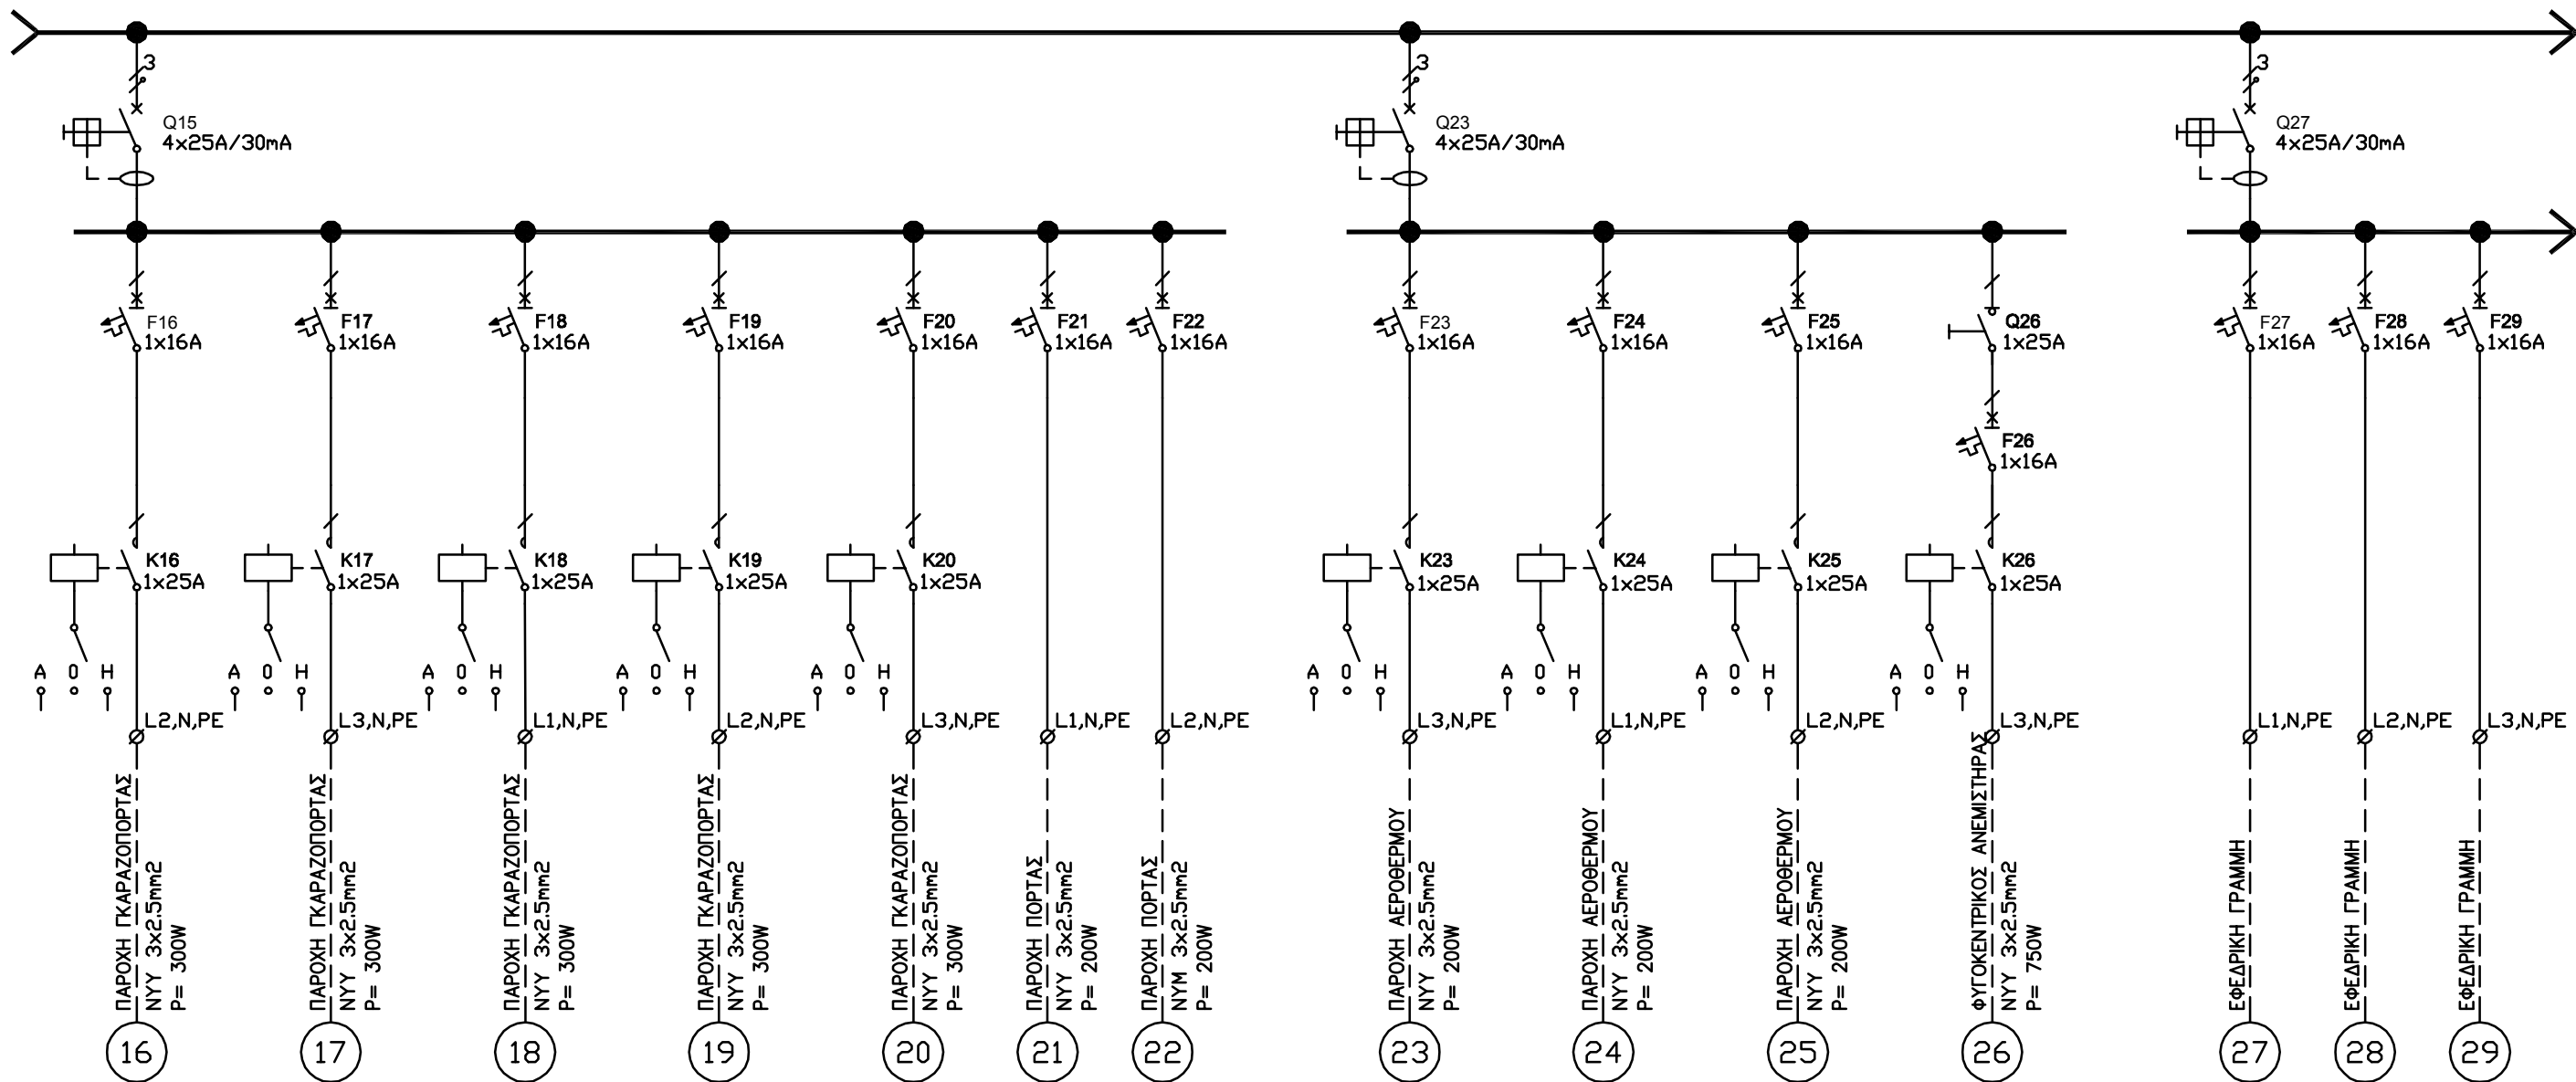 3
Q15
4x25A/30mA
3
Q23
4x25A/30mA
3
Q27
4x25A/30mA
F16
1x16A
F17
1x16A
F18
1x16A
F19
1x16A
F20
1x16A
F21
1x16A
F22
1x16A
F23
1x16A
F24
1x16A
F25
1x16A
Q26
1x25A
F26
1x16A
F27
1x16A
F28
1x16A
F29
1x16A
K16
1x25A
K17
1x25A
K18
1x25A
K19
1x25A
K20
1x25A
K23
1x25A
K24
1x25A
K25
1x25A
K26
1x25A
A 0 H
A 0 H
A 0 H
A 0 H
A 0 H
A 0 H
A 0 H
A 0 H
A 0 H
L2,N,PE
L3,N,PE
L1,N,PE
L2,N,PE
L3,N,PE
L1,N,PE
L2,N,PE
L3,N,PE
L1,N,PE
L2,N,PE
L3,N,PE
L1,N,PE
L2,N,PE
L3,N,PE
ΠΑΡΟΧΗ ΓΚΑΡΑΖΟΠΟΡΤΑΣ
NYY 3x2.5mm2
P= 300W
ΠΑΡΟΧΗ ΓΚΑΡΑΖΟΠΟΡΤΑΣ
NYY 3x2.5mm2
P= 300W
ΠΑΡΟΧΗ ΓΚΑΡΑΖΟΠΟΡΤΑΣ
NYY 3x2.5mm2
P= 300W
ΠΑΡΟΧΗ ΓΚΑΡΑΖΟΠΟΡΤΑΣ
NYY 3x2.5mm2
P= 300W
ΠΑΡΟΧΗ ΓΚΑΡΑΖΟΠΟΡΤΑΣ
NYY 3x2.5mm2
P= 300W
ΠΑΡΟΧΗ ΠΟΡΤΑΣ
NYY 3x2.5mm2
P= 200W
ΠΑΡΟΧΗ ΠΟΡΤΑΣ
NYM 3x2.5mm2
P= 200W
ΠΑΡΟΧΗ ΑΕΡΟΘΕΡΜΟΥ
NYY 3x2.5mm2
P= 200W
ΠΑΡΟΧΗ ΑΕΡΟΘΕΡΜΟΥ
NYY 3x2.5mm2
P= 200W
ΠΑΡΟΧΗ ΑΕΡΟΘΕΡΜΟΥ
NYY 3x2.5mm2
P= 200W
ΦΥΓΟΚΕΝΤΡΙΚΟΣ ΑΝΕΜΙΣΤΗΡΑΣ
NYY 3x2.5mm2
P= 750W
ΕΦΕΔΡΙΚΗ ΓΡΑΜΜΗ
ΕΦΕΔΡΙΚΗ ΓΡΑΜΜΗ
ΕΦΕΔΡΙΚΗ ΓΡΑΜΜΗ
16
17
18
19
20
21
22
23
24
25
26
27
28
29